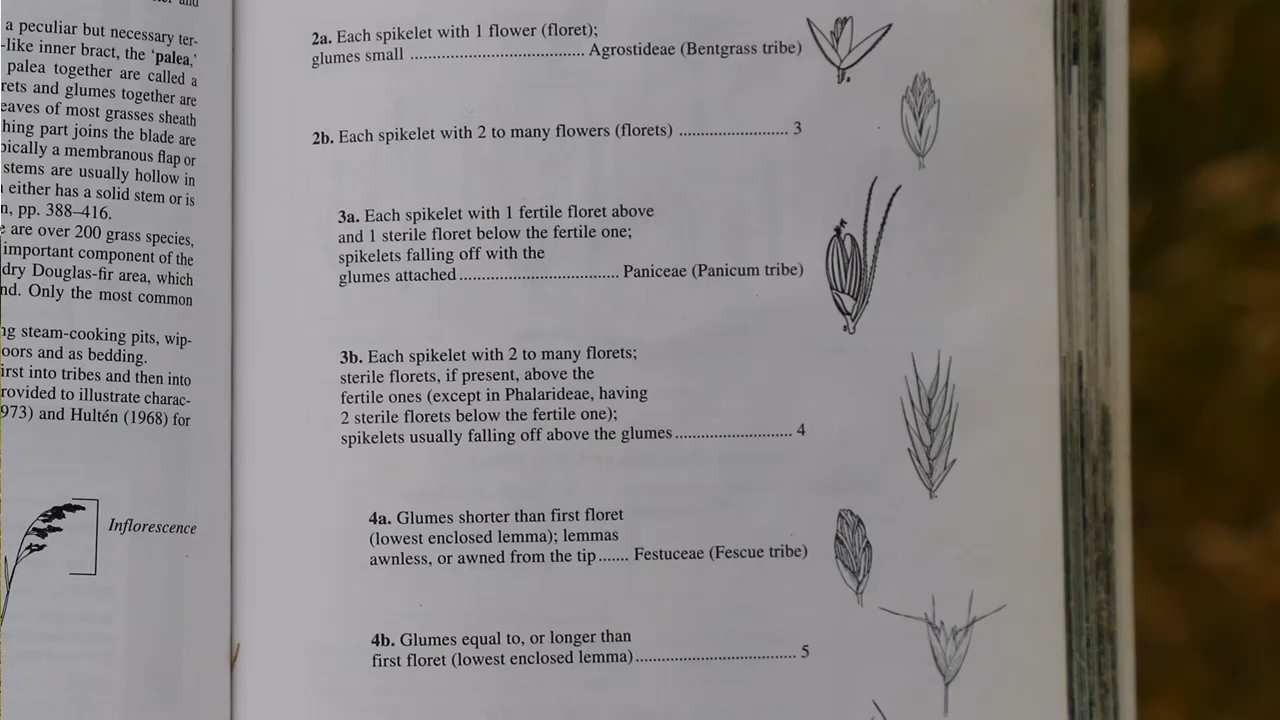 and
a peculiar but necessary ter-
-like inner bract, the 'palea,'
palea together are called a
rets and glumes together are
eaves of most grasses sheath
hing part joins the blade are
pically a membranous flap or
stems are usually hollow in
either has a solid stem or is
n, pp. 388–416.
are over 200 grass species,
important component of the
dry Douglas-fir area, which
nd. Only the most common
ng steam-cooking pits, wip-
oors and as bedding.
irst into tribes and then into
rovided to illustrate charac-
973) and Hultén (1968) for
Inflorescence
2a. Each spikelet with 1 flower (floret);
glumes small .................................. Agrostideae (Bentgrass tribe)
2b. Each spikelet with 2 to many flowers (florets) ...................... 3
3a. Each spikelet with 1 fertile floret above
and 1 sterile floret below the fertile one;
spikelets falling off with the
glumes attached ................................ Paniceae (Panicum tribe)
3b. Each spikelet with 2 to many florets;
sterile florets, if present, above the
fertile ones (except in Phalarideae, having
2 sterile florets below the fertile one);
spikelets usually falling off above the glumes ........................ 4
4a. Glumes shorter than first floret
(lowest enclosed lemma); lemmas
awnless, or awned from the tip ...... Festuceae (Fescue tribe)
4b. Glumes equal to, or longer than
first floret (lowest enclosed lemma) ................................ 5